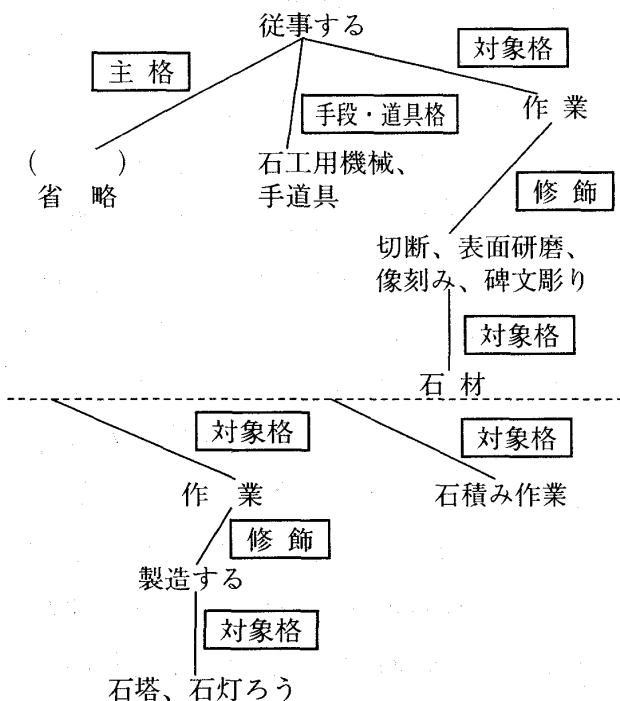 従事する
主格
対象格
手段・道具格
作業
(　　　)
省略
石工用機械、
手道具
修飾
切断、表面研磨、
像刻み、碑文彫り
対象格
石材
対象格
対象格
作業
石積み作業
修飾
製造する
対象格
石塔、石灯ろう